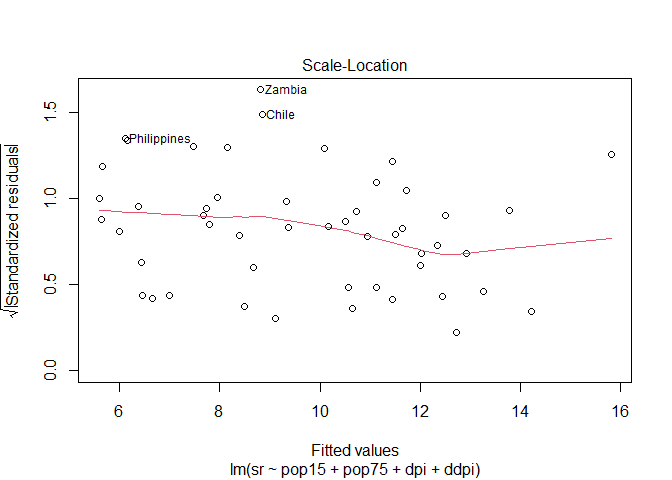 Scale-Location
√|Standardized residuals|
1.5
1.0
0.5
0.0
Zambia
Chile
Philippines
6 8 10 12 14 16
Fitted values
lm(sr ~ pop15 + pop75 + dpi + ddpi)